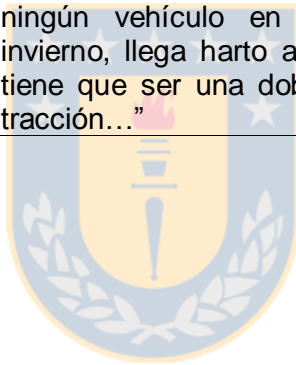 ningún vehículo en
invierno, llega harto a
tiene que ser una dob
tracción…”